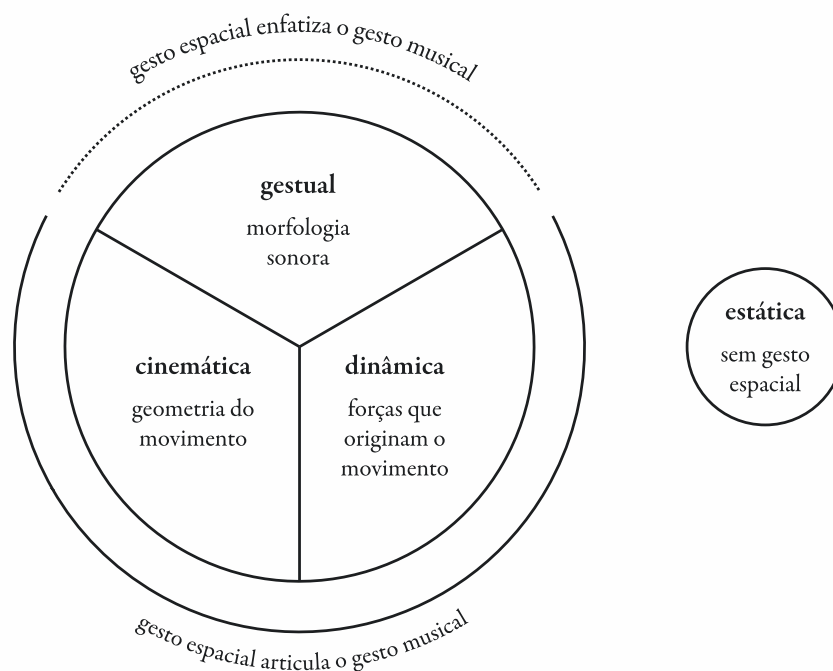 gesto espacial enfatiza o gesto musical
gestual
morfologia
sonora
cinemática
geometria do
movimento
dinâmica
forças que
originam o
movimento
estática
sem gesto
espacial
gesto espacial articula o gesto musical